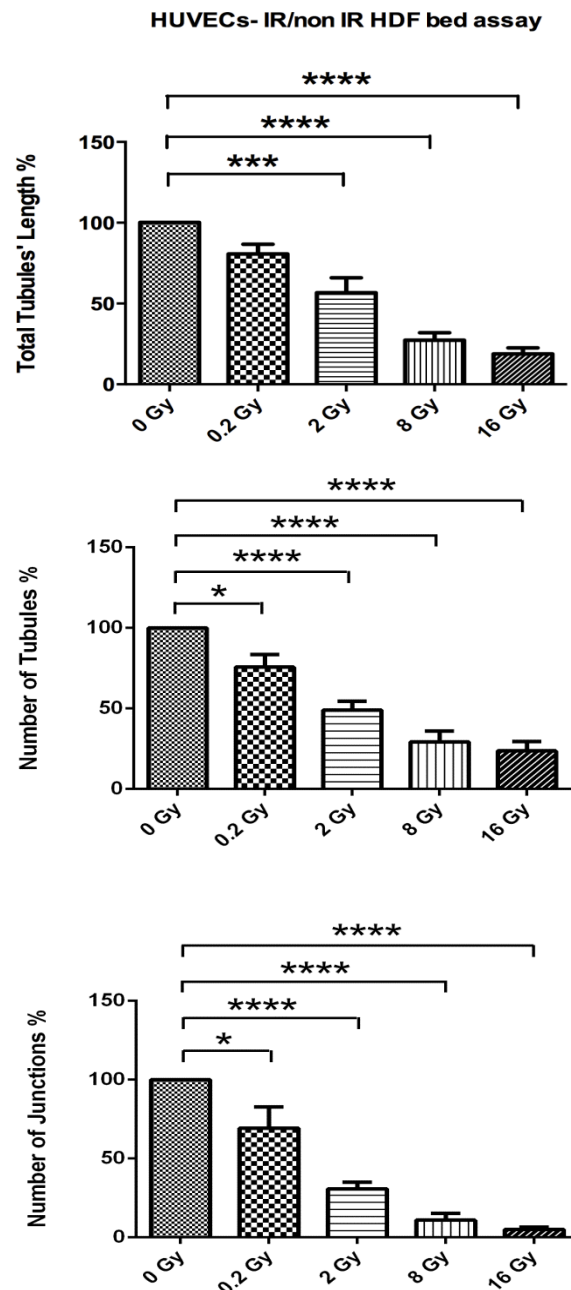 HUVECs- IR/non IR HDF bed assay
****
****
***
150
100
50
0
Total Tubules' Length %
0 Gy
0.2 Gy
2 Gy
8 Gy
16 Gy
****
****
****
*
150
100
50
0
Number of Tubules %
0 Gy
0.2 Gy
2 Gy
8 Gy
16 Gy
****
****
****
*
150
100
50
0
Number of Junctions %
0 Gy
0.2 Gy
2 Gy
8 Gy
16 Gy